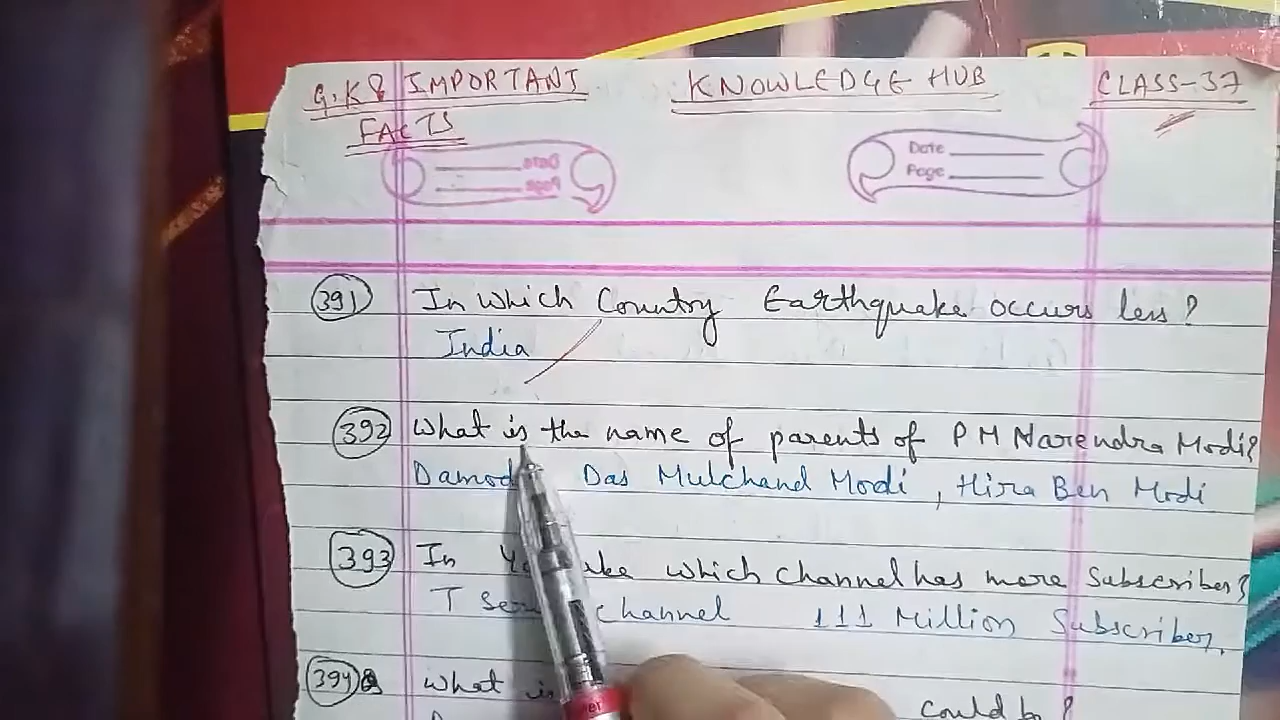 G.K & IMPORTANT KNOWLEDGE HUB CLASS-37
FACTS
Date
Page
Date
Page
391 In which Country Earthquake occurs less?
India
392 What is the name of parents of PM Narendra Modi?
Das Mulchand Modi, Hira Ben Modi
393 In which channel has more Subscriber?
T channel 111 Million Subscriber.
394 What is could be?